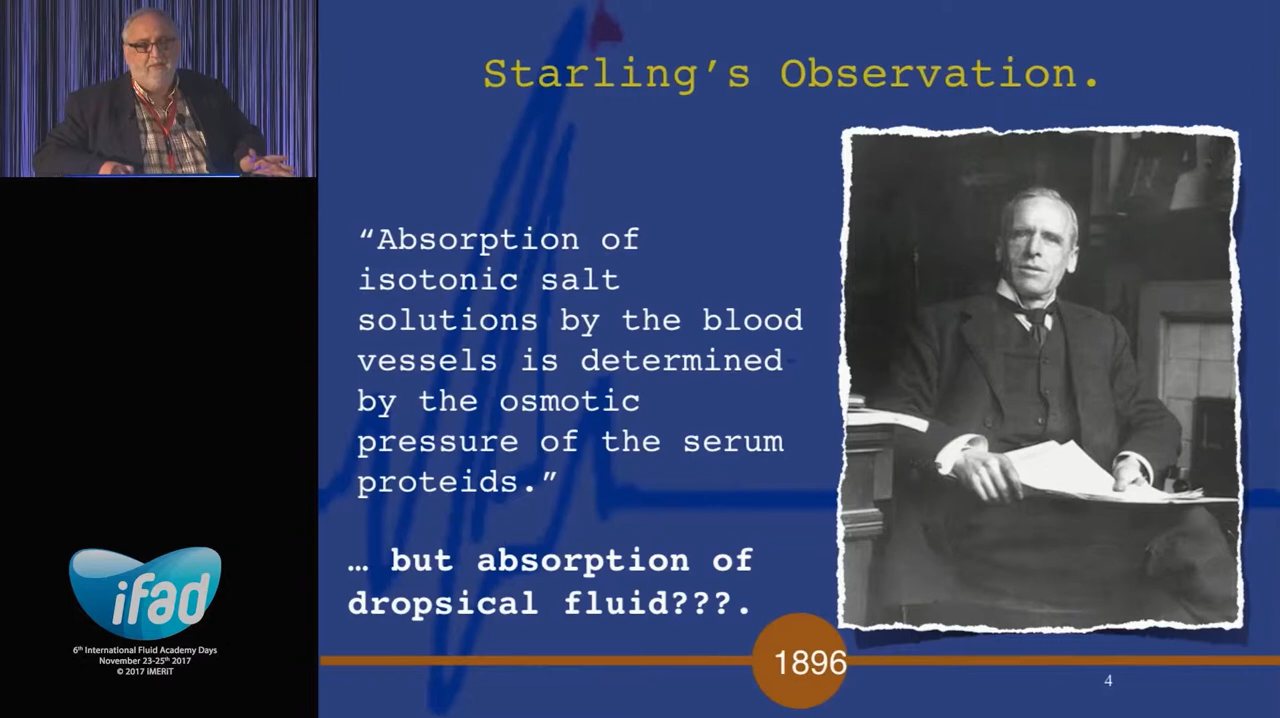 Starling’s Observation.
“Absorption of
isotonic salt
solutions by the blood
vessels is determined
by the osmotic
pressure of the serum
proteids.”
… but absorption of
dropsical fluid???.
1896
4
ifad
6th International Fluid Academy Days
November 23-25th 2017
© 2017 iMERiT